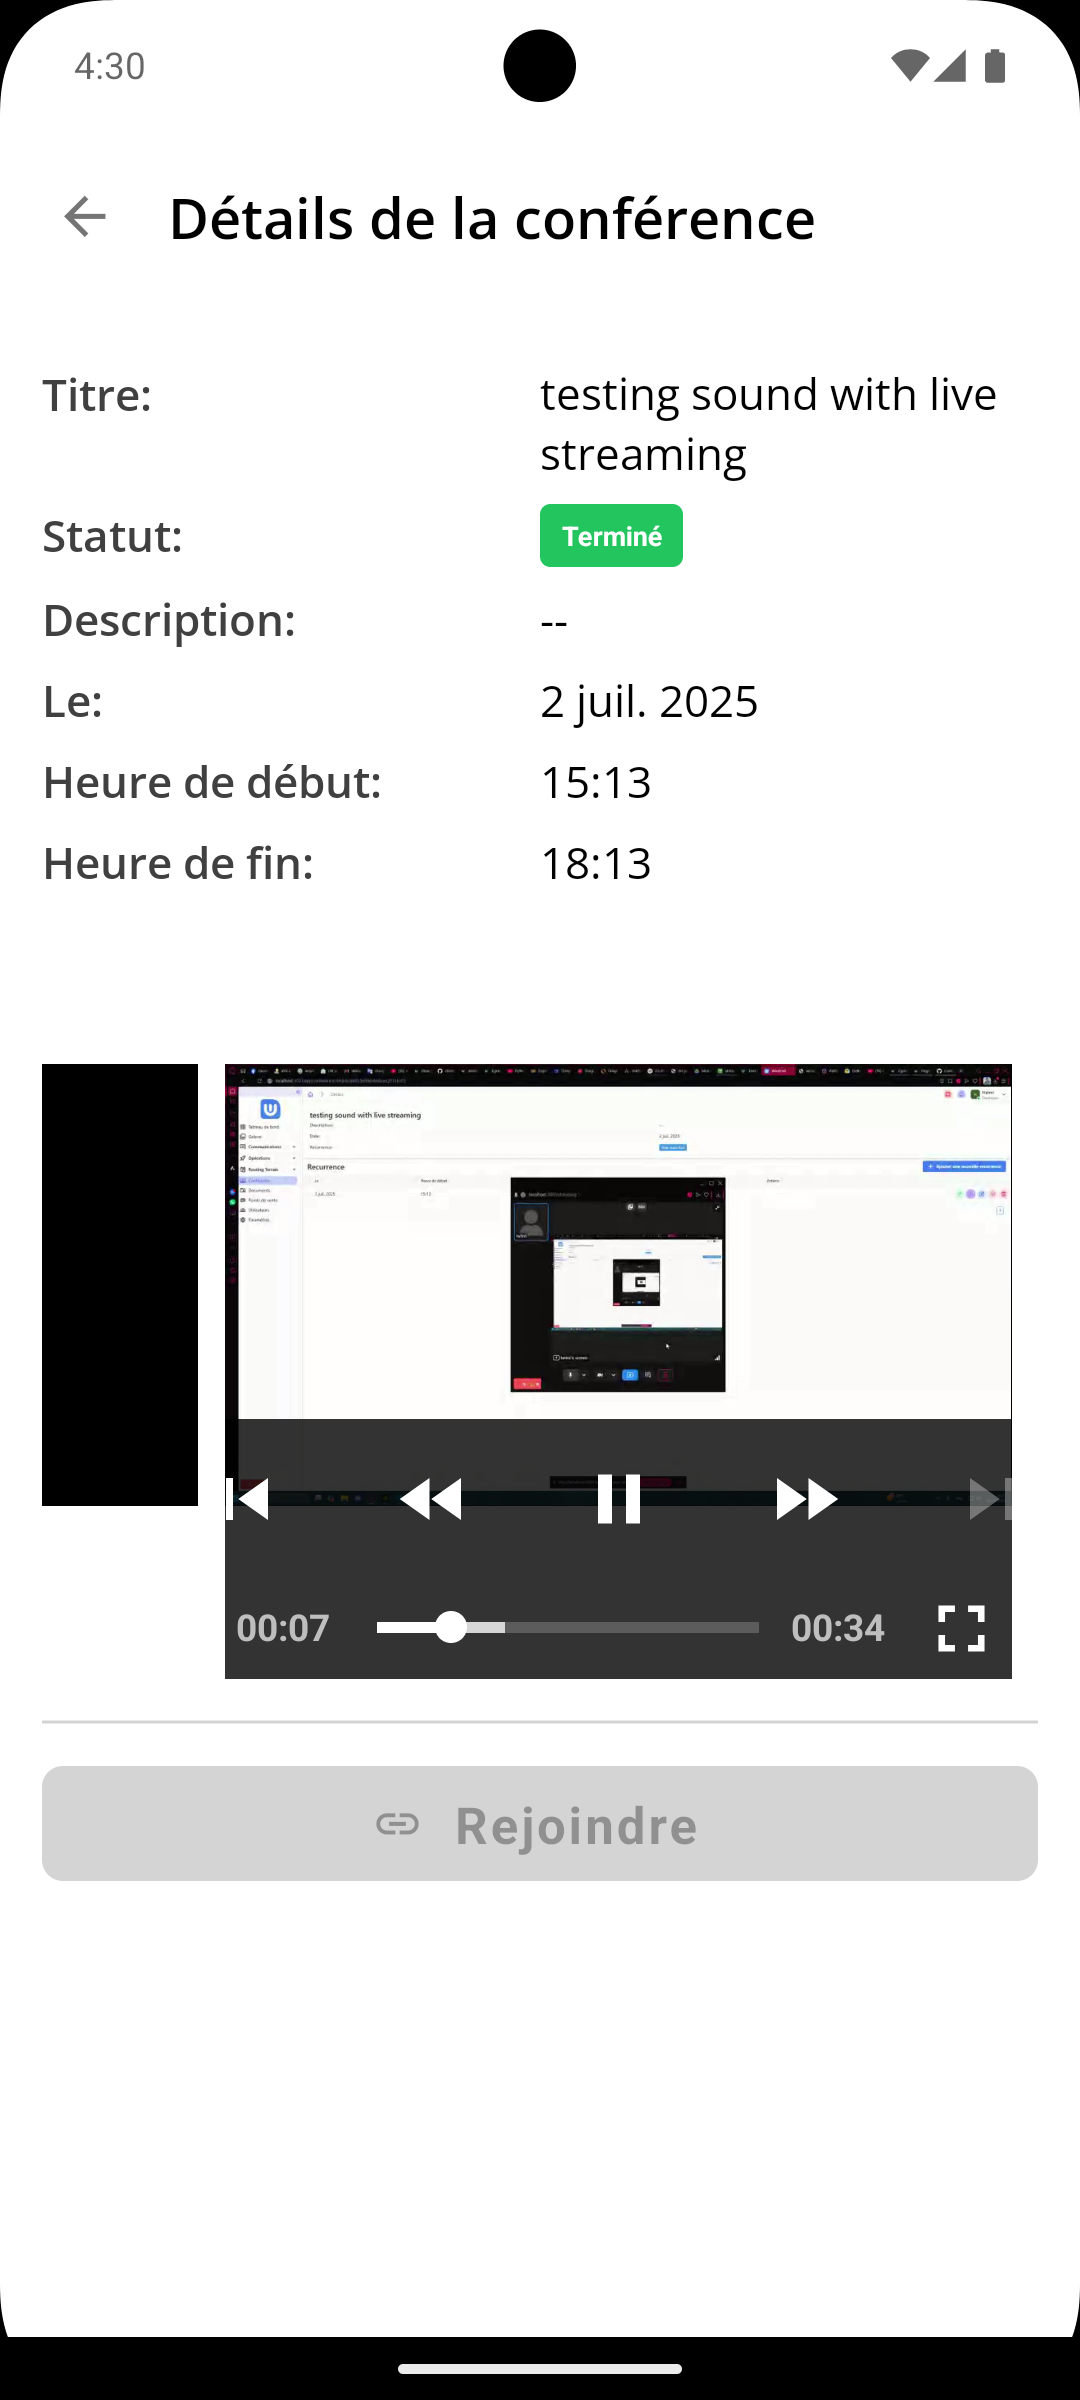 4:30
Détails de la conférence
Titre: testing sound with live
streaming
Statut: Terminé
Description: --
Le: 2 juil. 2025
Heure de début: 15:13
Heure de fin: 18:13
testing sound with live streaming
Recurrence
00:07 00:34
Rejoindre